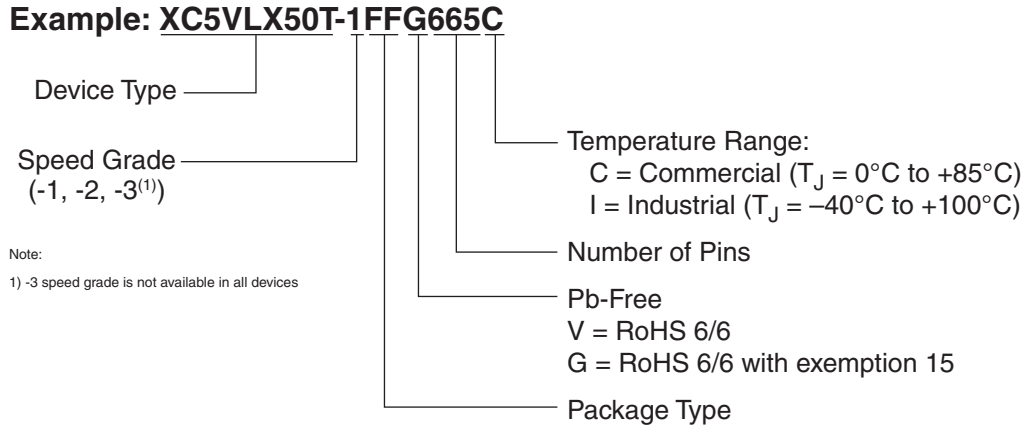 Example: XC5VLX50T-1FFG665C
Device Type
Speed Grade
(-1, -2, -3(1))
Note:
1) -3 speed grade is not available in all devices
Temperature Range:
C = Commercial (TJ = 0°C to +85°C)
I = Industrial (TJ = –40°C to +100°C)
Number of Pins
Pb-Free
V = RoHS 6/6
G = RoHS 6/6 with exemption 15
Package Type